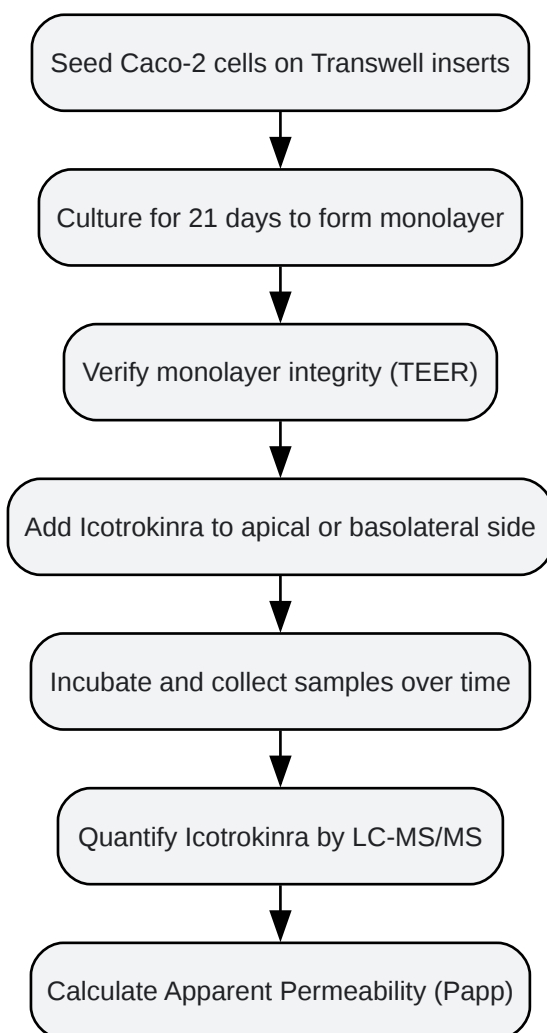 Seed Caco-2 cells on Transwell inserts
Culture for 21 days to form monolayer
Verify monolayer integrity (TEER)
Add Icotrokinra to apical or basolateral side
Incubate and collect samples over time
Quantify Icotrokinra by LC-MS/MS
Calculate Apparent Permeability (Papp)